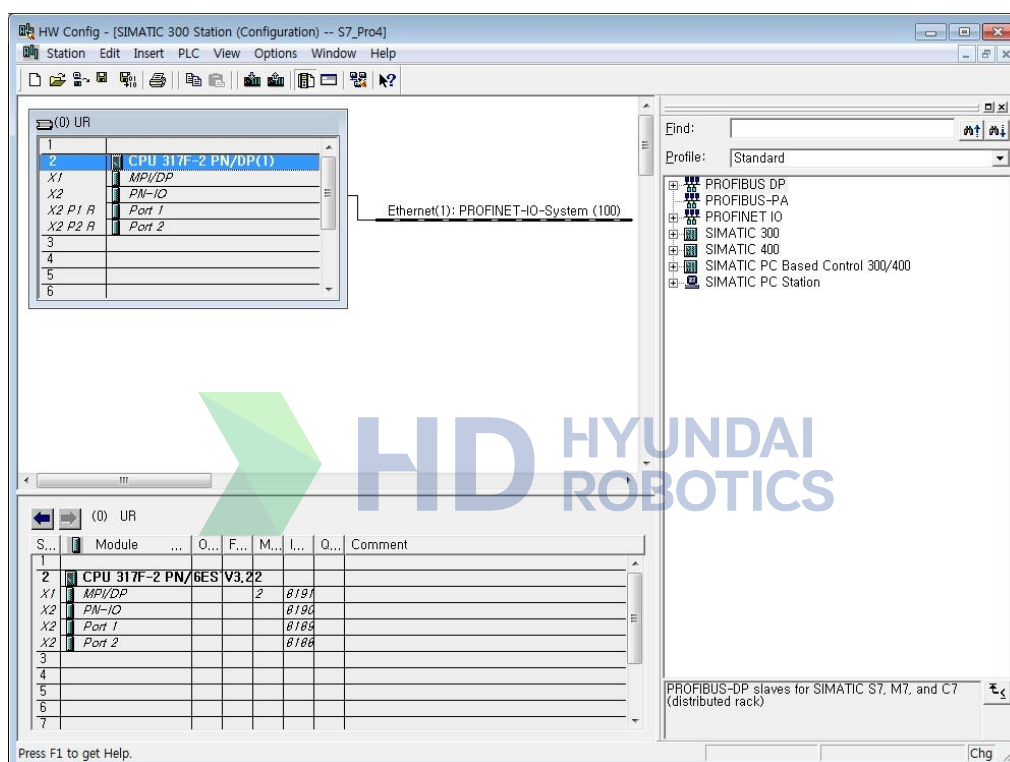 HW Config - [SIMATIC 300 Station (Configuration) -- S7_Pro4]
Station Edit Insert PLC View Options Window Help
(0) UR
1
2 CPU 317F-2 PN/DP(1)
X1 MPI/DP
X2 PN-IO
X2 P1 R Port 1
X2 P2 R Port 2
3
4
5
6
Ethernet(1): PROFINET-IO-System (100)
Find:
Profile: Standard
PROFIBUS DP
PROFIBUS-PA
PROFINET IO
SIMATIC 300
SIMATIC 400
SIMATIC PC Based Control 300/400
SIMATIC PC Station
HD HYUNDAI
ROBOTICS
(0) UR
S... Module ... O... F... M... I... Q... Comment
1
2 CPU 317F-2 PN/ 6ES V3.22
X1 MPI/DP 2 8191
X2 PN-IO 8190
X2 Port 1 8189
X2 Port 2 8188
3
4
5
6
7
PROFIBUS-DP slaves for SIMATIC S7, M7, and C7
(distributed rack)
Press F1 to get Help.
Chg